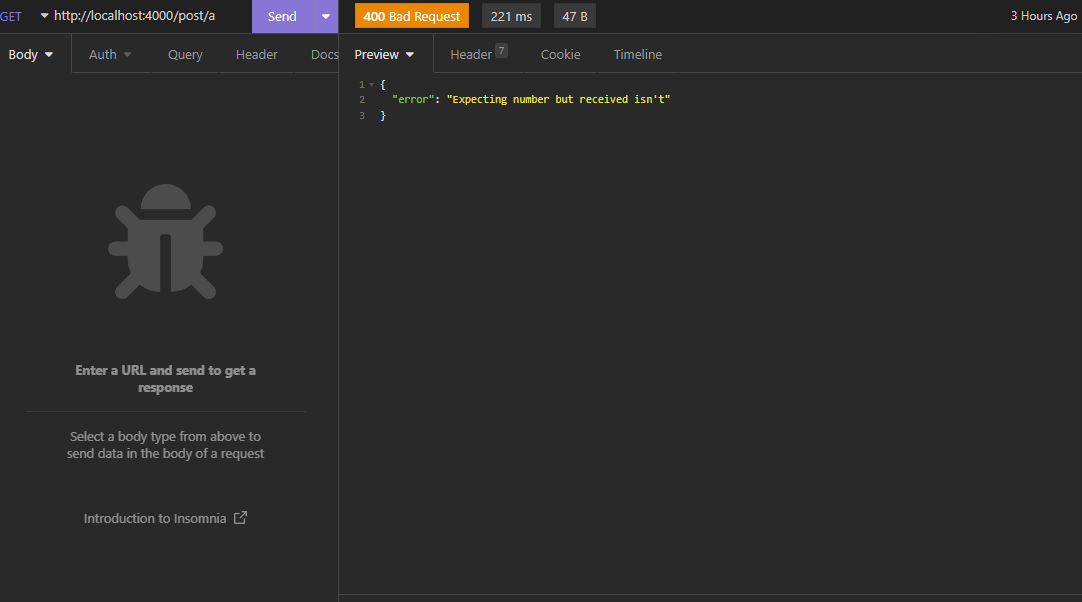 GET http://localhost:4000/post/a Send 400 Bad Request 221 ms 47 B 3 Hours Ago
Body Auth Query Header Docs Preview Header 7 Cookie Timeline
1 {
2 "error": "Expecting number but received isn't"
3 }
Enter a URL and send to get a
response
Select a body type from above to
send data in the body of a request
Introduction to Insomnia